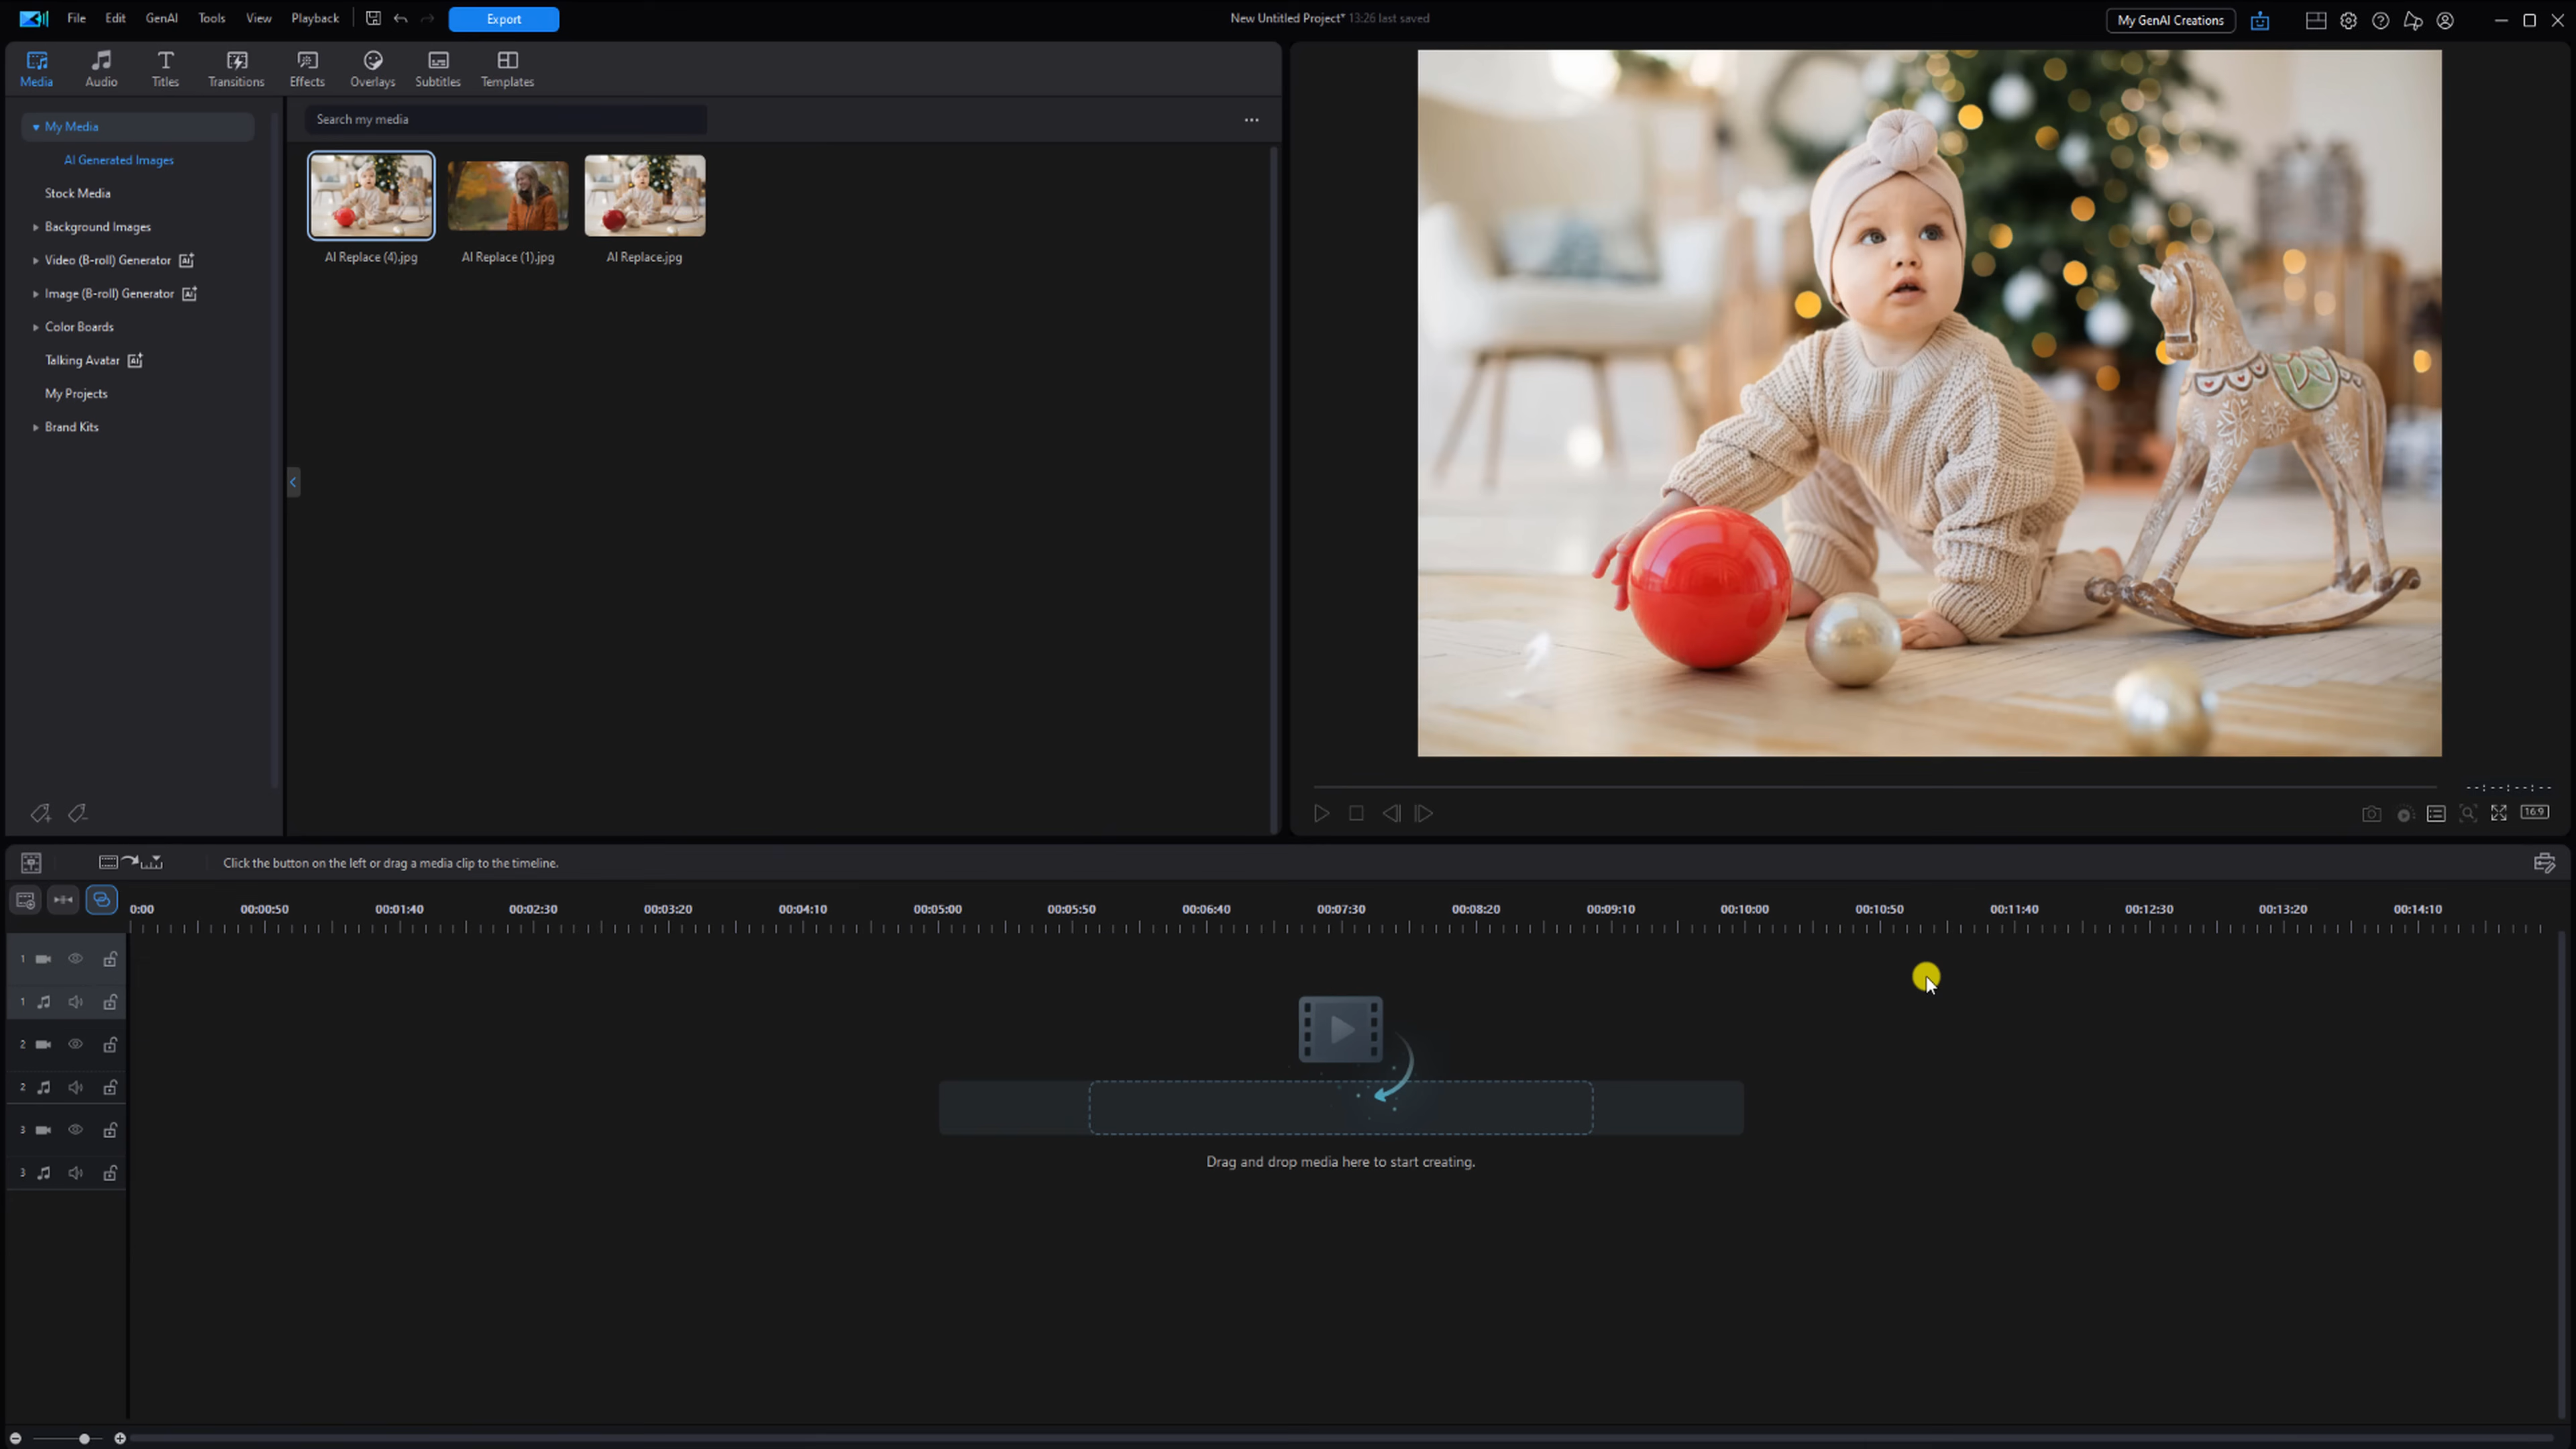 File Edit GenAI Tools View Playback Export New Untitled Project* 13:26 last saved My GenAI Creations
Media Audio Titles Transitions Effects Overlays Subtitles Templates
My Media
AI Generated Images
Stock Media
Background Images
Video (B-roll) Generator AI
Image (B-roll) Generator AI
Color Boards
Talking Avatar AI
My Projects
Brand Kits
Search my media
AI Replace (4).jpg AI Replace (1).jpg AI Replace.jpg
--:--:--:--
16:9
Click the button on the left or drag a media clip to the timeline.
0:00 00:00:50 00:01:40 00:02:30 00:03:20 00:04:10 00:05:00 00:05:50 00:06:40 00:07:30 00:08:20 00:09:10 00:10:00 00:10:50 00:11:40 00:12:30 00:13:20 00:14:10
1
1
2
2
3
3
Drag and drop media here to start creating.